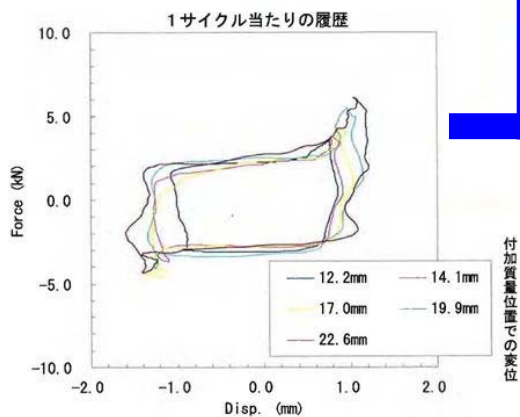 1サイクル当たりの履歴
10.0
5.0
0.0
-5.0
-10.0
Force (kN)
-2.0
-1.0
0.0
1.0
2.0
Disp. (mm)
12.2mm
14.1mm
17.0mm
19.9mm
22.6mm
付加質量位置での変位